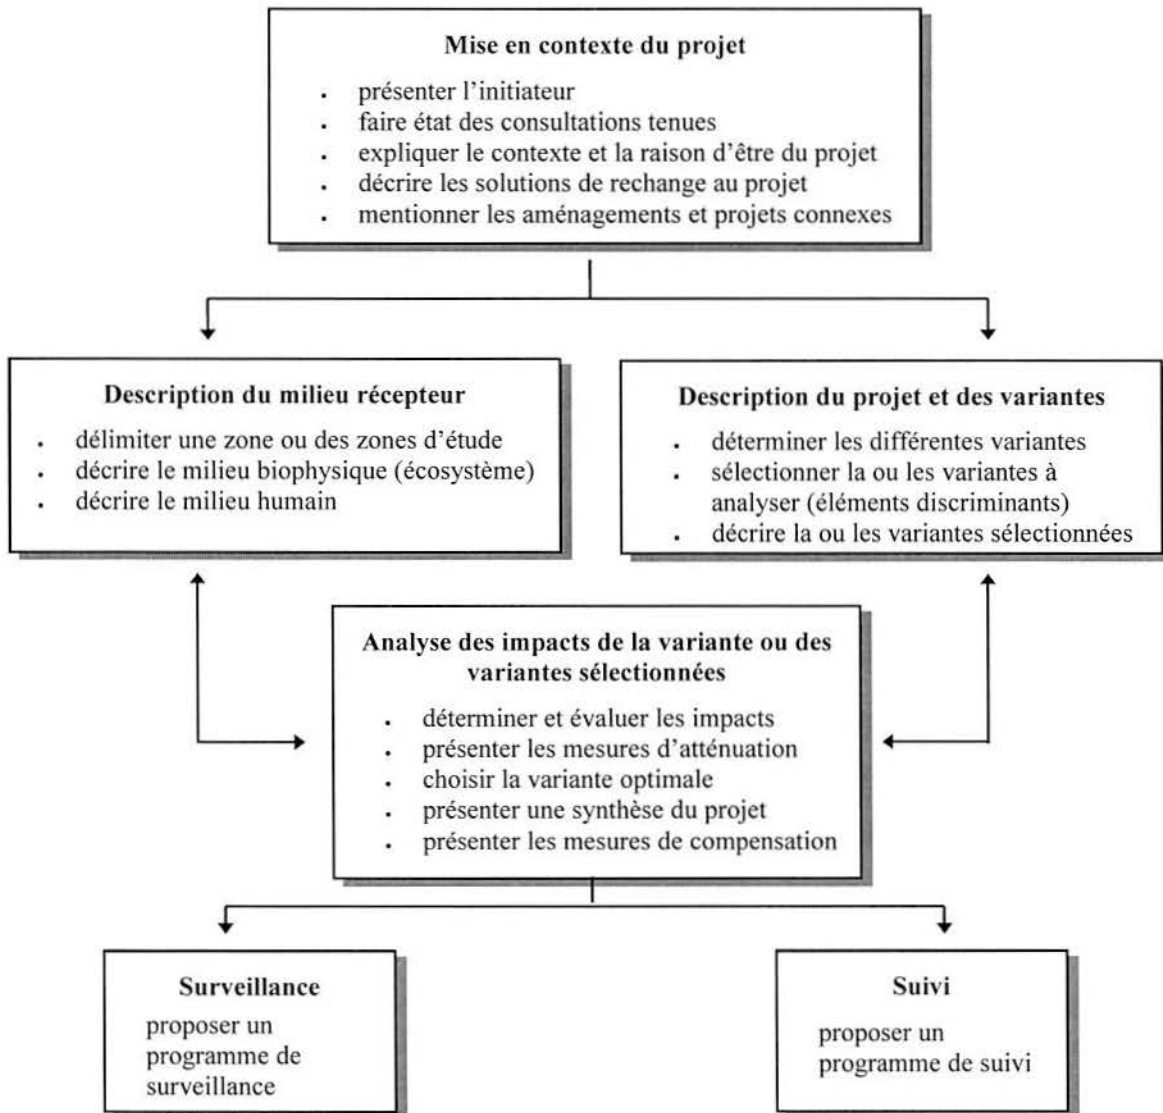 Mise en contexte du projet
• présenter l’initiateur
• faire état des consultations tenues
• expliquer le contexte et la raison d’être du projet
• décrire les solutions de rechange au projet
• mentionner les aménagements et projets connexes
Description du milieu récepteur
• délimiter une zone ou des zones d’étude
• décrire le milieu biophysique (écosystème)
• décrire le milieu humain
Description du projet et des variantes
• déterminer les différentes variantes
• sélectionner la ou les variantes à
analyser (éléments discriminants)
• décrire la ou les variantes sélectionnées
Analyse des impacts de la variante ou des
variantes sélectionnées
• déterminer et évaluer les impacts
• présenter les mesures d’atténuation
• choisir la variante optimale
• présenter une synthèse du projet
• présenter les mesures de compensation
Surveillance
proposer un
programme de
surveillance
Suivi
proposer un
programme de suivi